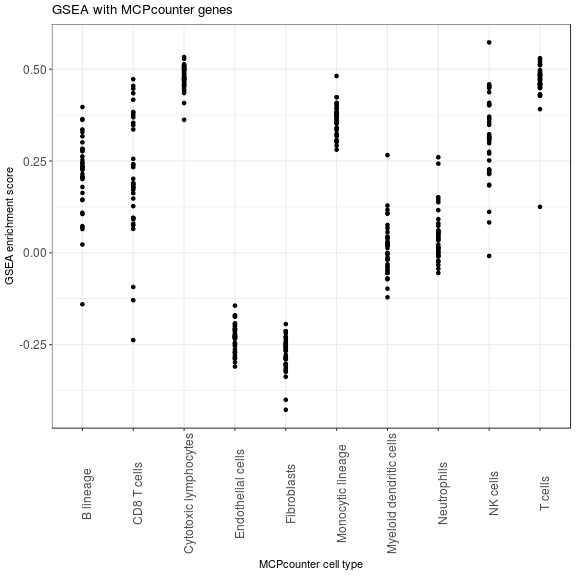 GSEA with MCPcounter genes
GSEA enrichment score
0.50
0.25
0.00
-0.25
B lineage
CD8 T cells
Cytotoxic lymphocytes
Endothelial cells
Fibroblasts
Monocytic lineage
Myeloid dendritic cells
Neutrophils
NK cells
T cells
MCPcounter cell type